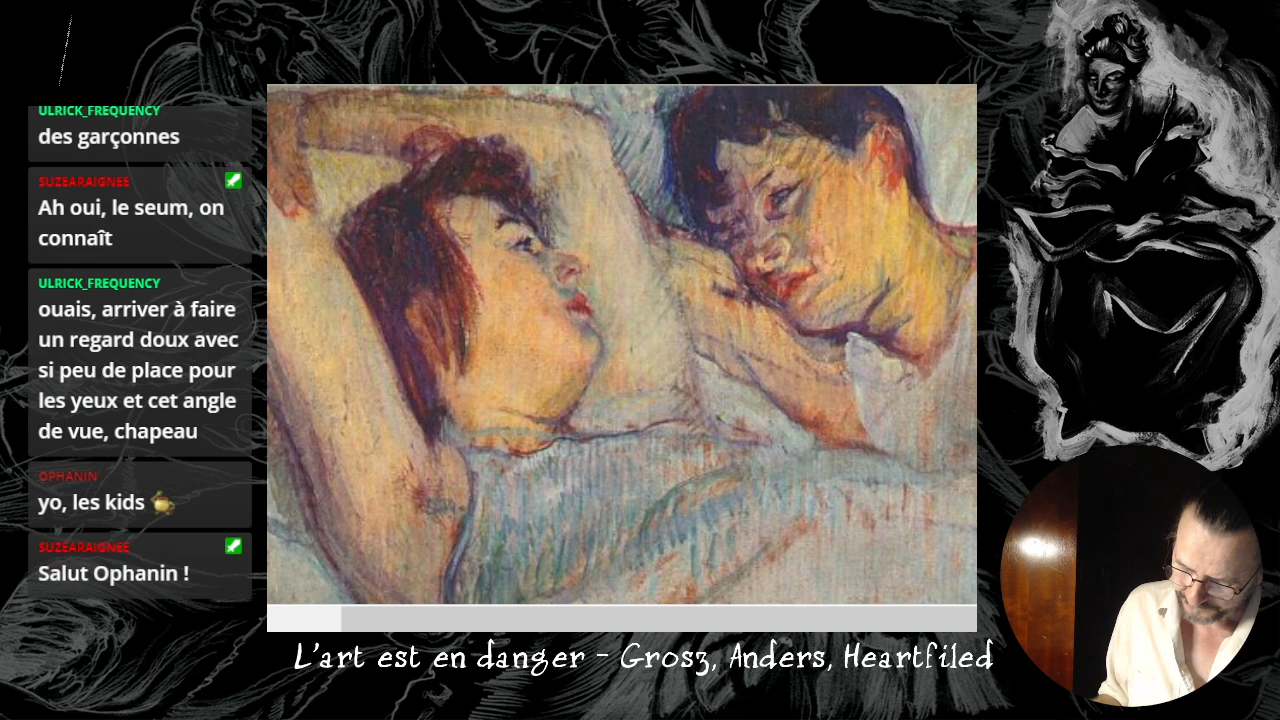 ULRICK_FREQUENCY
des garçonnes
SUZEARAIGNEE
Ah oui, le seum, on
connaît
ULRICK_FREQUENCY
ouais, arriver à faire
un regard doux avec
si peu de place pour
les yeux et cet angle
de vue, chapeau
OPHANIN
yo, les kids
SUZEARAIGNEE
Salut Ophanin !
L'art est en danger - Grosz, Anders, Heartfiled